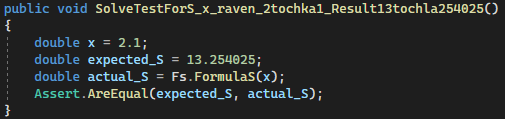 public void SolveTestForS_x_raven_2tochka1_Result13tochla254025()
{
double x = 2.1;
double expected_S = 13.254025;
double actual_S = Fs.FormulaS(x);
Assert.AreEqual(expected_S, actual_S);
}